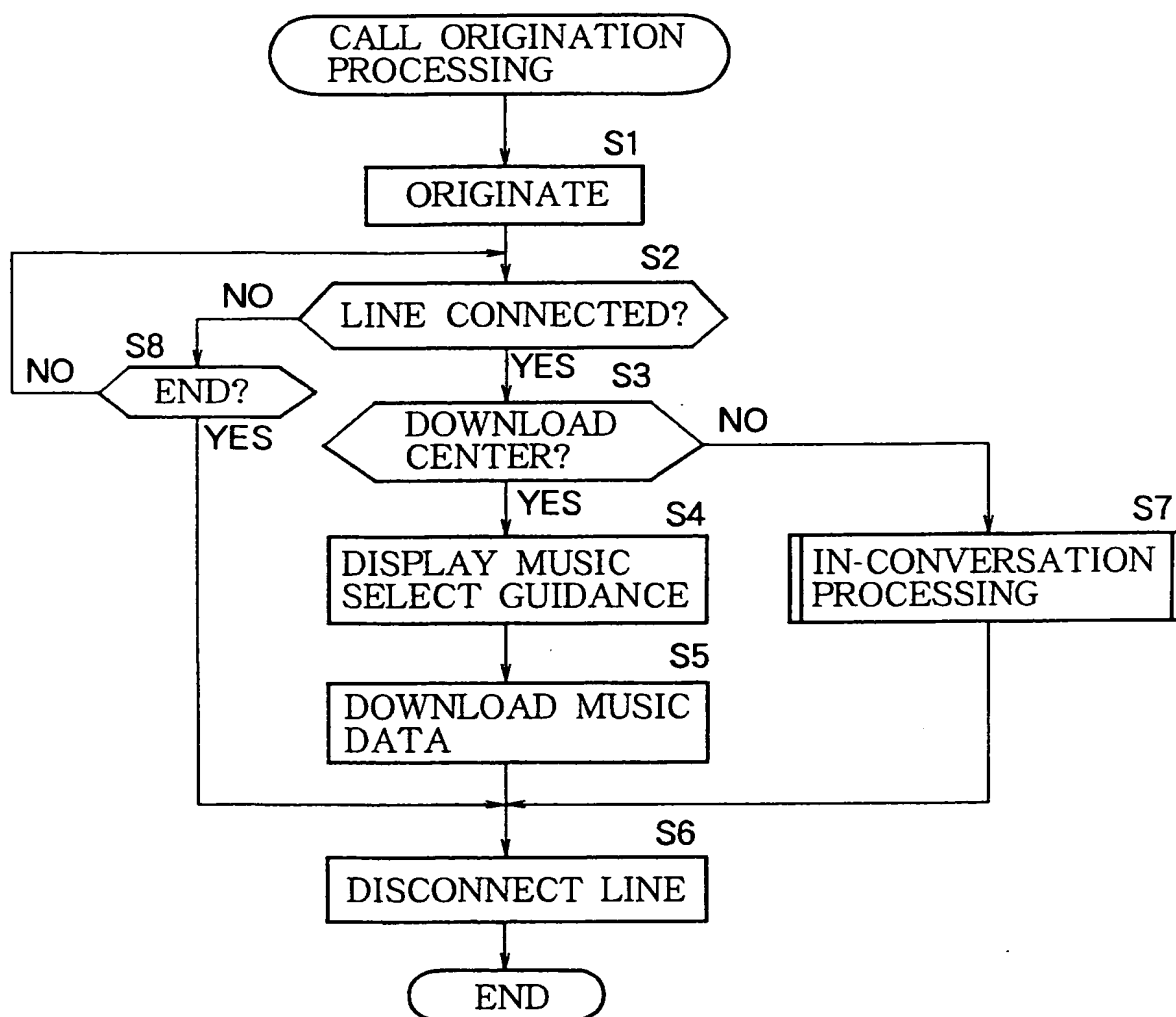 CALL ORIGINATION
PROCESSING
S1
ORIGINATE
S2
NO
LINE CONNECTED?
S8
YES
S3
NO
END?
YES
DOWNLOAD
CENTER?
NO
YES
S4
S7
DISPLAY MUSIC
SELECT GUIDANCE
IN-CONVERSATION
PROCESSING
S5
DOWNLOAD MUSIC
DATA
S6
DISCONNECT LINE
END